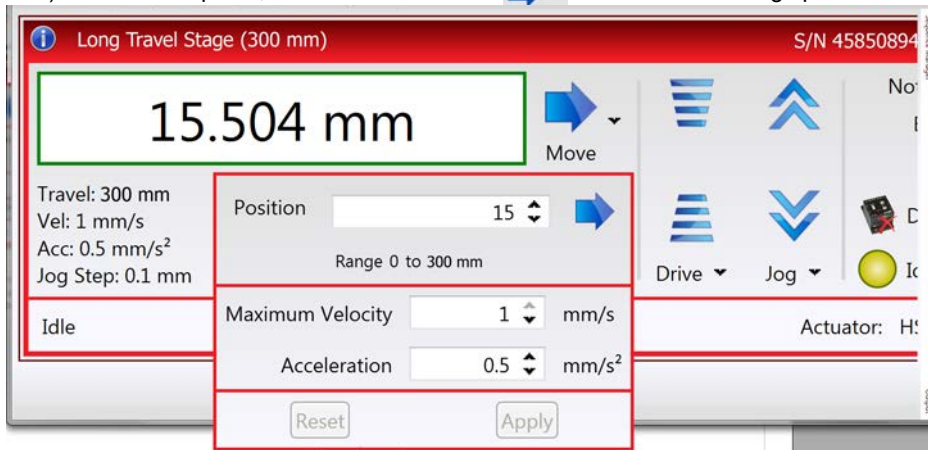 Long Travel Stage (300 mm)
S/N 45850894
15.504 mm
Move
Travel: 300 mm
Vel: 1 mm/s
Acc: 0.5 mm/s²
Jog Step: 0.1 mm
Position 15
Range 0 to 300 mm
Maximum Velocity 1 mm/s
Acceleration 0.5 mm/s²
Reset Apply
Drive Jog
Idle
Actuator: